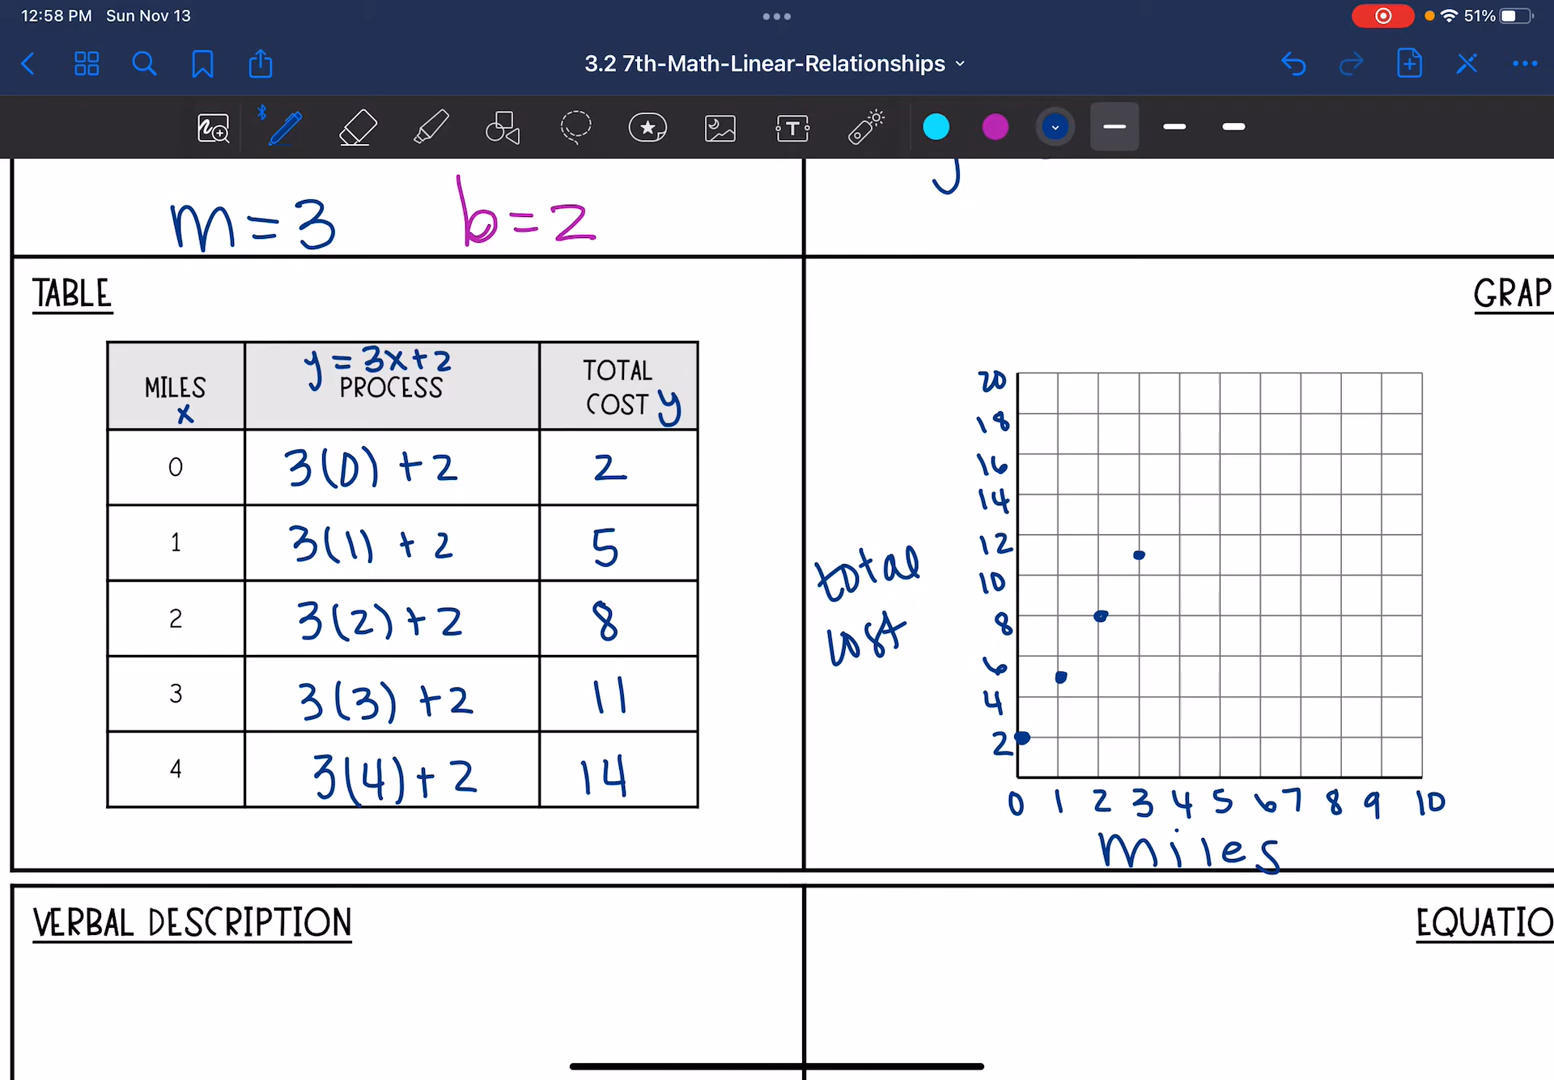 12:58 PM Sun Nov 13
51%
3.2 7th-Math-Linear-Relationships
T
m = 3 b = 2
y
TABLE
GRAP
MILES x
y = 3x + 2
PROCESS
TOTAL
COST y
0 3(0) + 2 2
1 3(1) + 2 5
2 3(2) + 2 8
3 3(3) + 2 11
4 3(4) + 2 14
20
18
16
14
12
10
8
6
4
2
total
cost
0 1 2 3 4 5 6 7 8 9 10
miles
VERBAL DESCRIPTION
EQUATIO